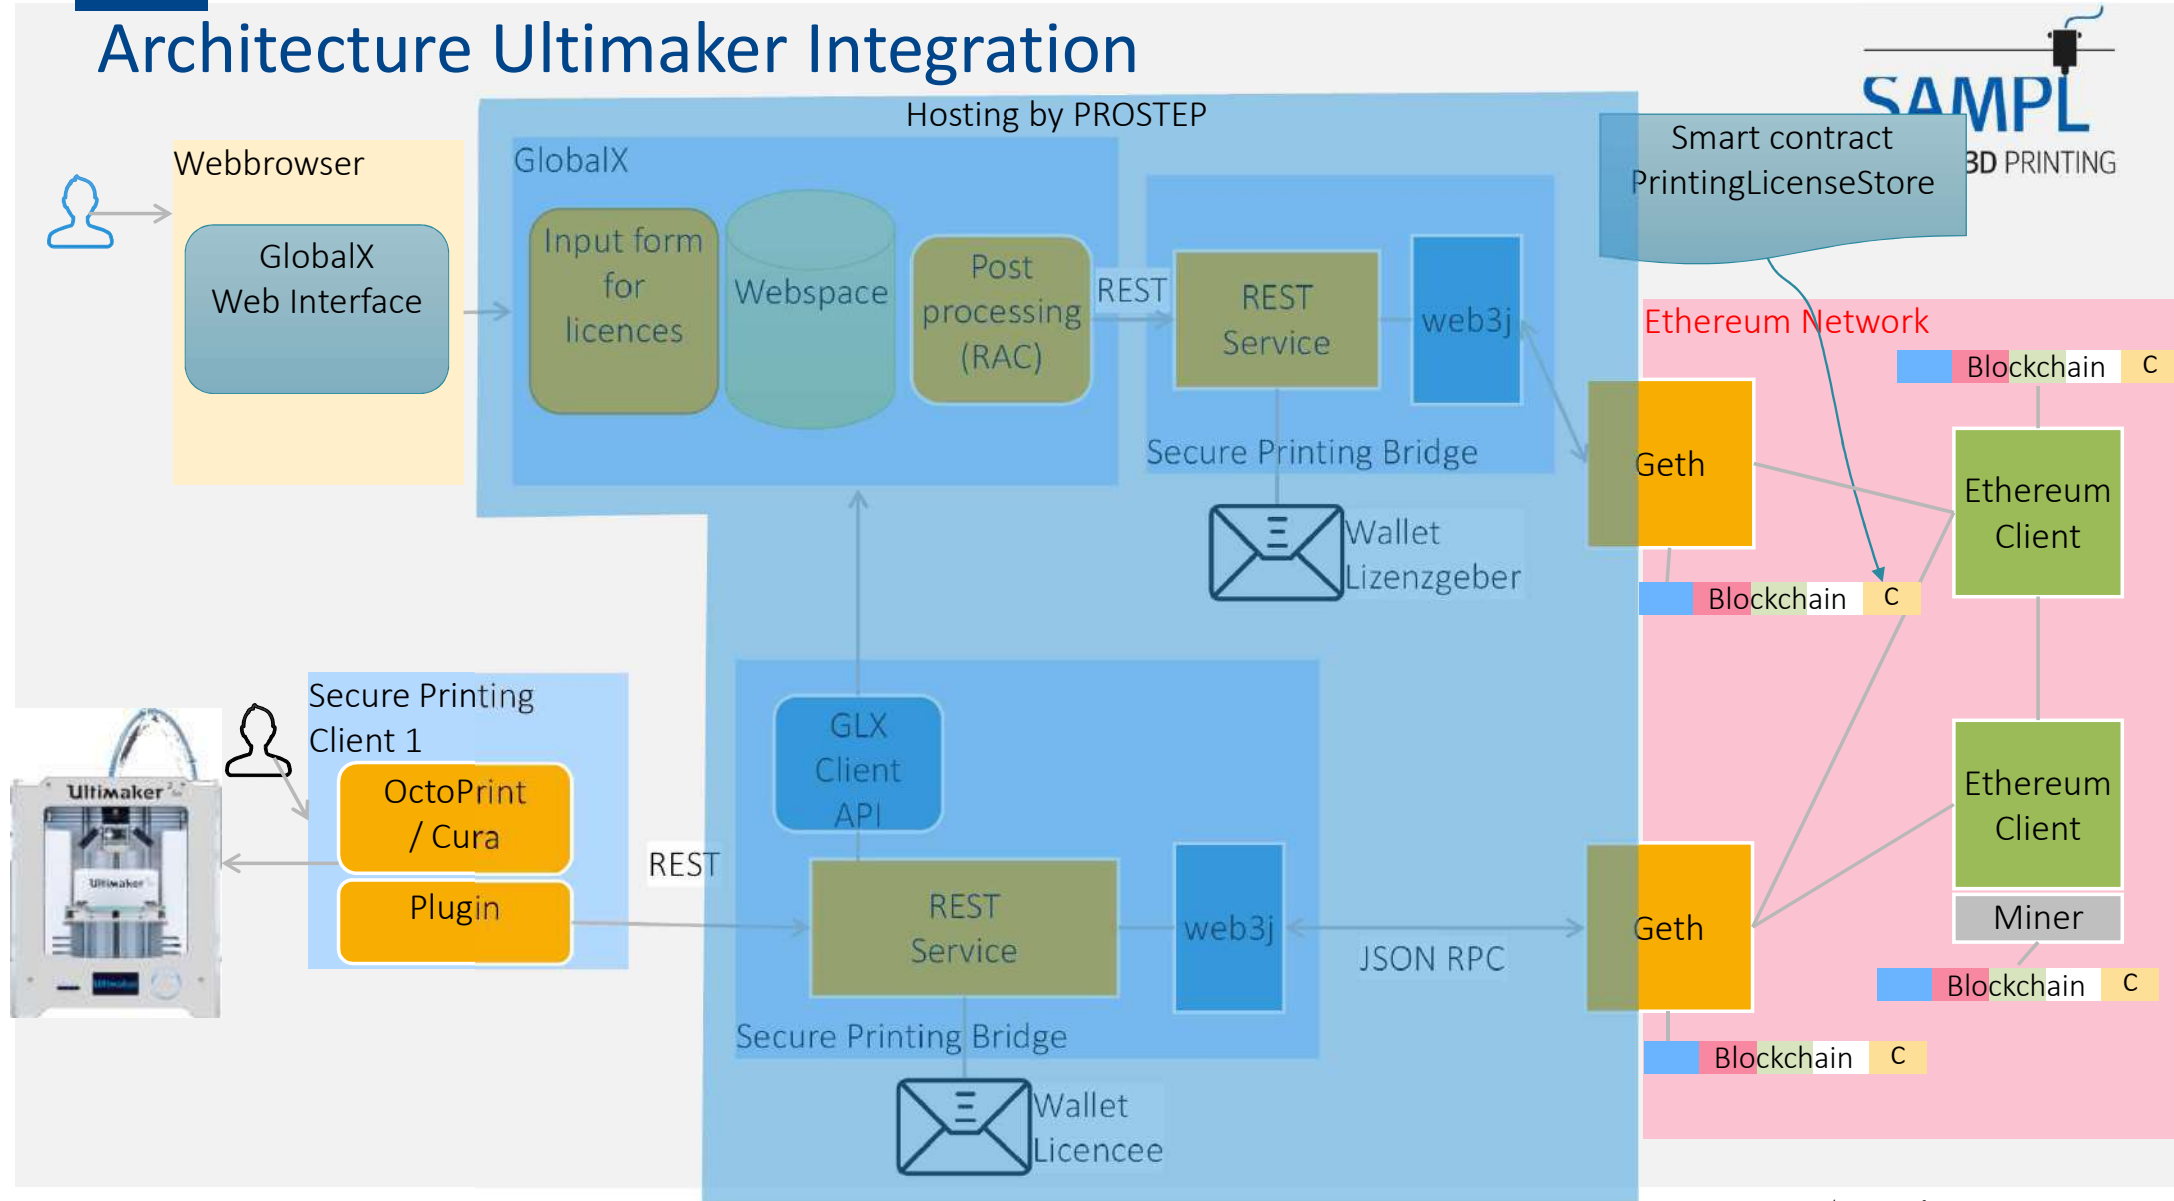 Architecture Ultimaker Integration
SAMPL
3D PRINTING
Hosting by PROSTEP
Smart contract
PrintingLicenseStore
Webbrowser
GlobalX
Web Interface
GlobalX
Input form
for
licences
Webspace
Post
processing
(RAC)
REST
REST
Service
web3j
Secure Printing Bridge
Wallet
Lizenzgeber
Ethereum Network
Blockchain C
Geth
Ethereum
Client
Blockchain C
Secure Printing
Client 1
OctoPrint
/ Cura
Plugin
Ultimaker 2
Ultimaker
Ultimaker
REST
GLX
Client
API
REST
Service
web3j
JSON RPC
Secure Printing Bridge
Wallet
Licencee
Geth
Ethereum
Client
Miner
Blockchain C
Blockchain C